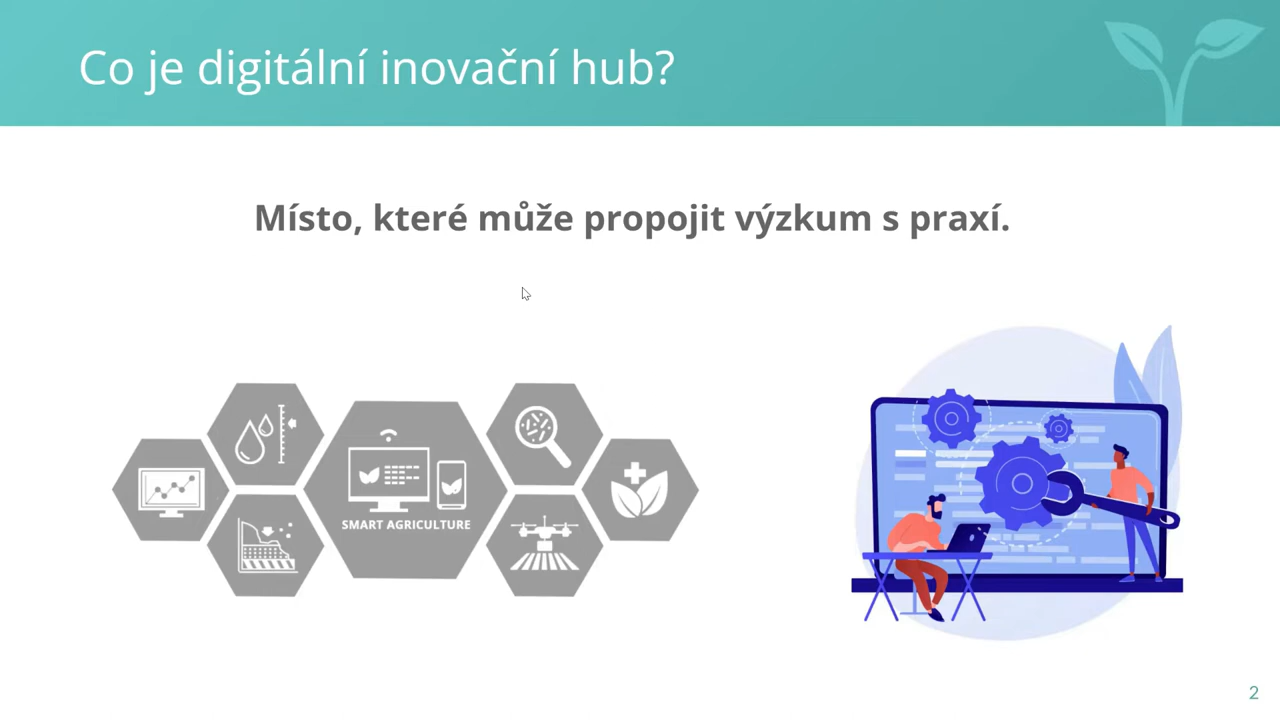 Co je digitální inovační hub?
Místo, které může propojit výzkum s praxí.
SMART AGRICULTURE
2